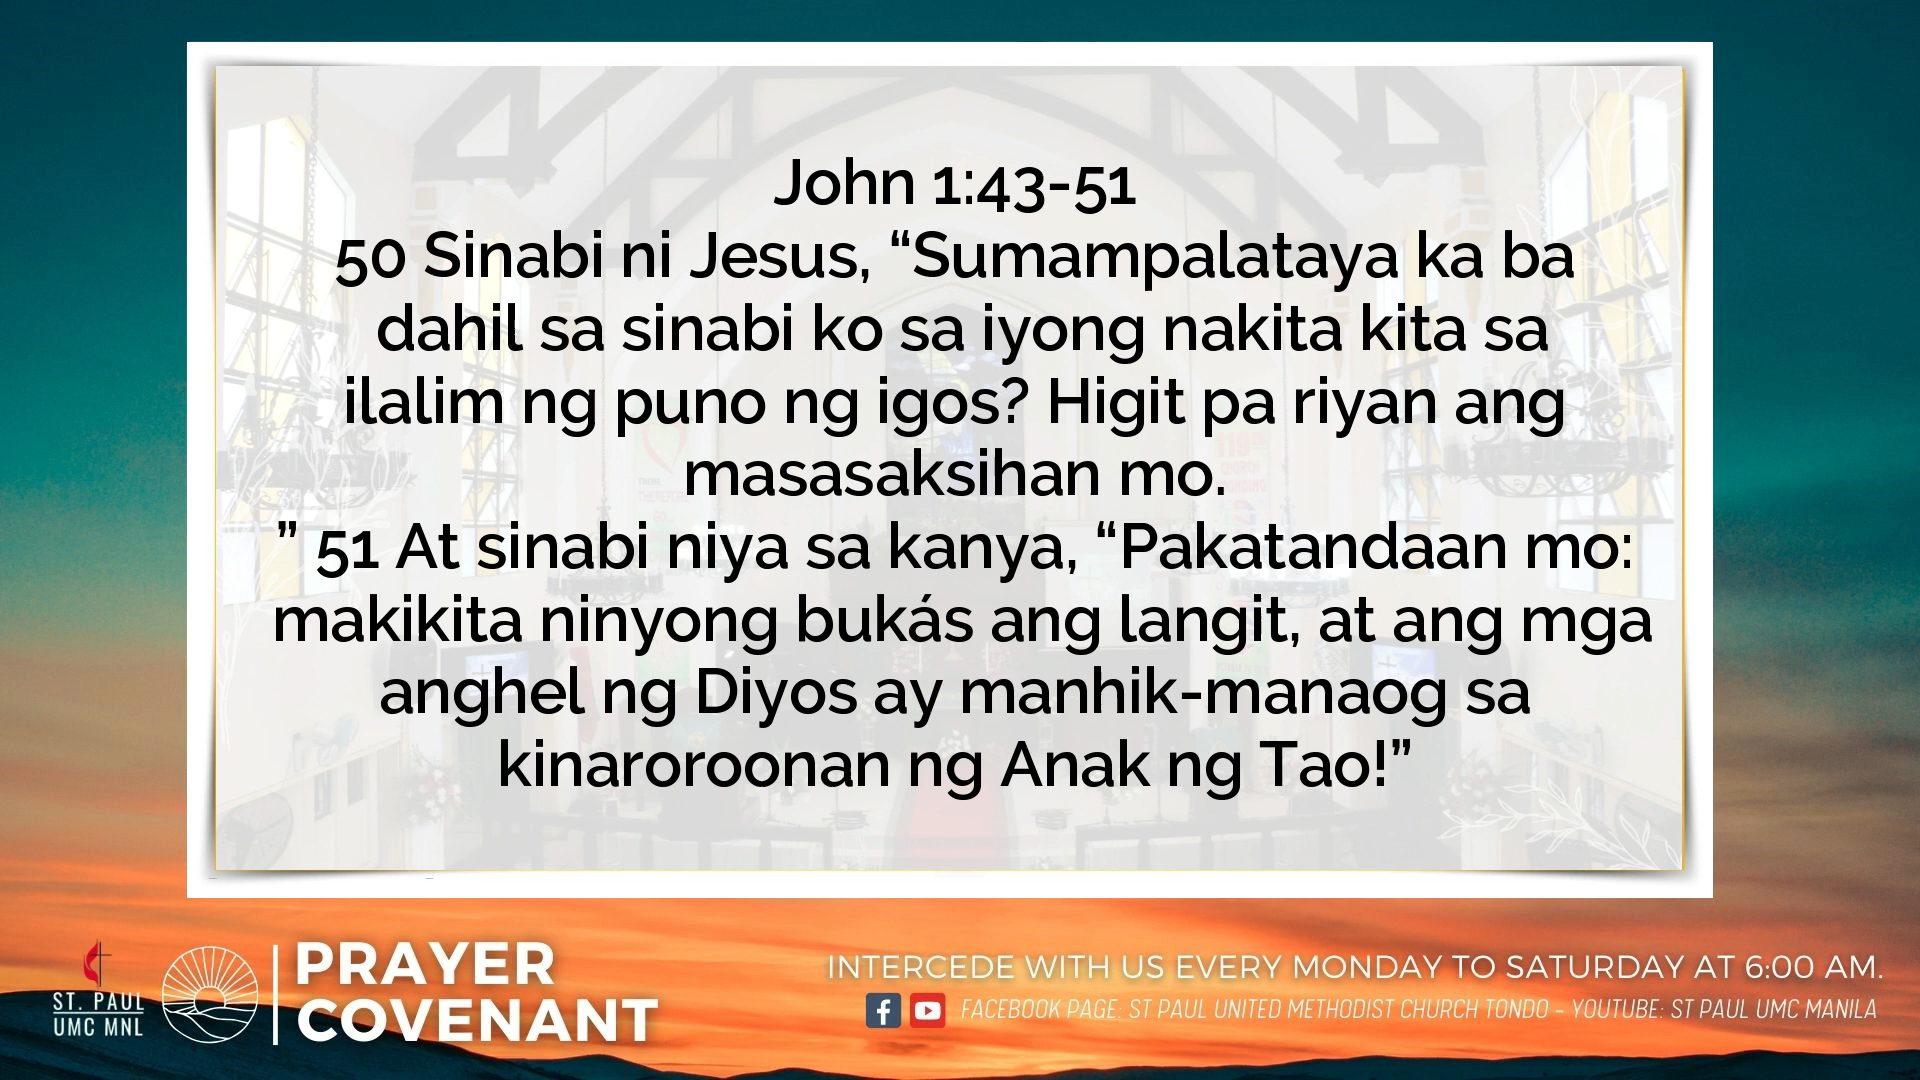 John 1:43-51
50 Sinabi ni Jesus, “Sumampalataya ka ba
dahil sa sinabi ko sa iyong nakita kita sa
ilalim ng puno ng igos? Higit pa riyan ang
masasaksihan mo.
” 51 At sinabi niya sa kanya, “Pakatandaan mo:
makikita ninyong bukás ang langit, at ang mga
anghel ng Diyos ay manhik-manaog sa
kinaroroonan ng Anak ng Tao!”
ST. PAUL
UMC MNL
PRAYER
COVENANT
INTERCEDE WITH US EVERY MONDAY TO SATURDAY AT 6:00 AM.
FACEBOOK PAGE: ST PAUL UNITED METHODIST CHURCH TONDO - YOUTUBE: ST PAUL UMC MANILA